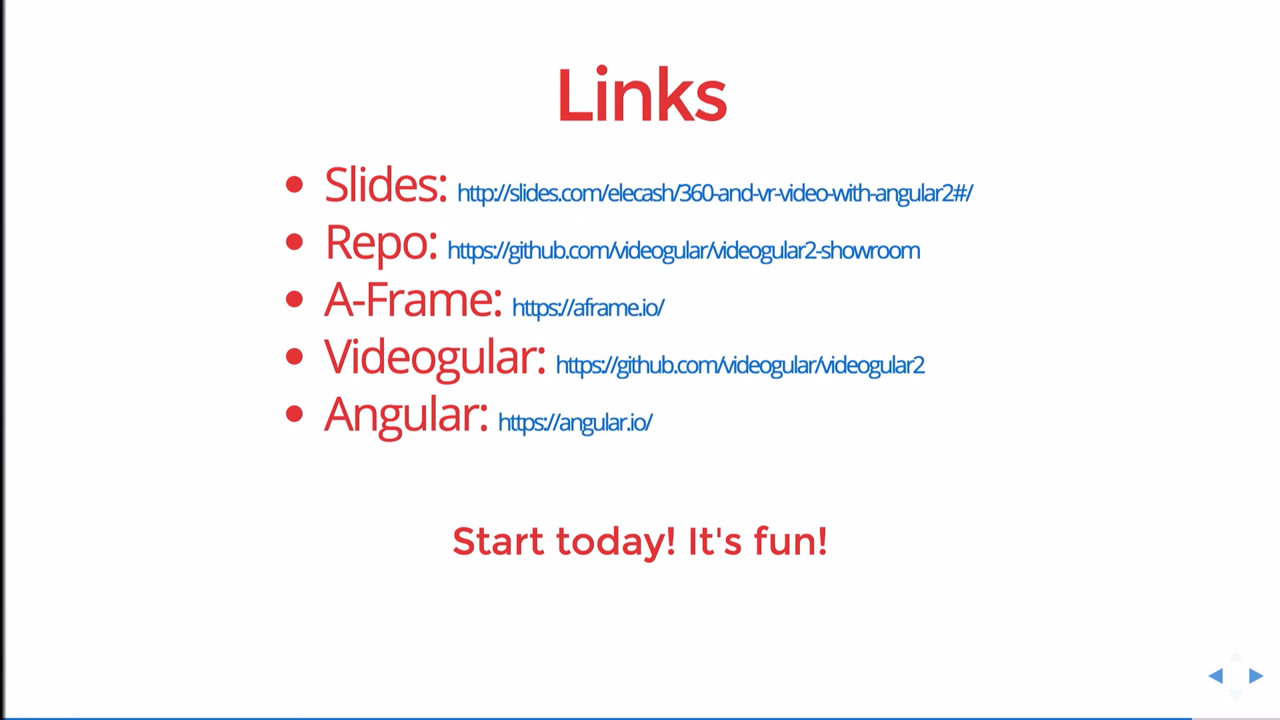 Links
Slides: http://slides.com/elecash/360-and-vr-video-with-angular2#/
Repo: https://github.com/videogular/videogular2-showroom
A-Frame: https://aframe.io/
Videogular: https://github.com/videogular/videogular2
Angular: https://angular.io/
Start today! It's fun!